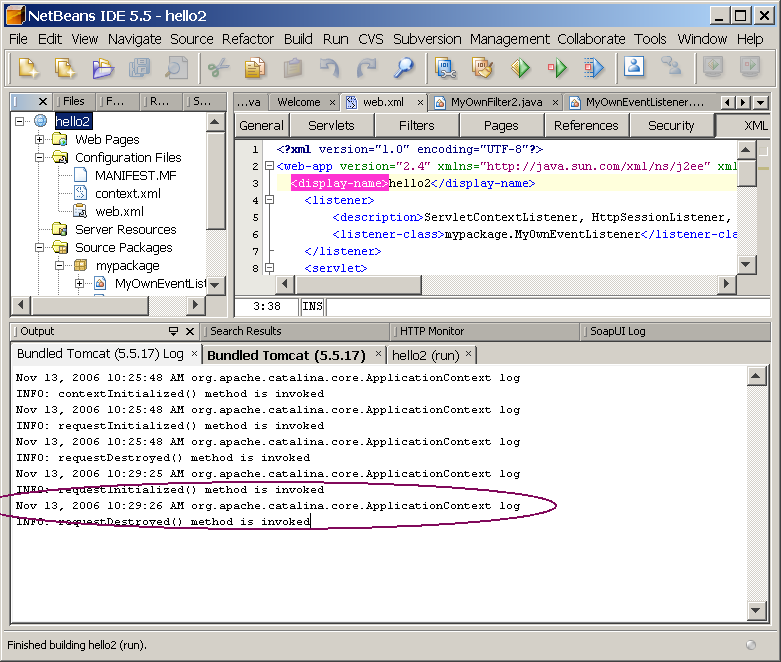 NetBeans IDE 5.5 - hello2
File Edit View Navigate Source Refactor Build Run CVS Subversion Management Collaborate Tools Window Help
Files F... R... S...
...va Welcome web.xml MyOwnFilter2.java MyOwnEventListener....
General Servlets Filters Pages References Security XML
hello2
Web Pages
Configuration Files
MANIFEST.MF
context.xml
web.xml
Server Resources
Source Packages
mypackage
MyOwnEventList
1 <?xml version="1.0" encoding="UTF-8"?>
2 <web-app version="2.4" xmlns="http://java.sun.com/xml/ns/j2ee" xml
3 <display-name>hello2</display-name>
4 <listener>
5 <description>ServletContextListener, HttpSessionListener,
6 <listener-class>mypackage.MyOwnEventListener</listener-cla
7 </listener>
8 <servlet>
3:38 INS
Output Search Results HTTP Monitor SoapUI Log
Bundled Tomcat (5.5.17) Log Bundled Tomcat (5.5.17) hello2 (run)
Nov 13, 2006 10:25:48 AM org.apache.catalina.core.ApplicationContext log
INFO: contextInitialized() method is invoked
Nov 13, 2006 10:25:48 AM org.apache.catalina.core.ApplicationContext log
INFO: requestInitialized() method is invoked
Nov 13, 2006 10:25:48 AM org.apache.catalina.core.ApplicationContext log
INFO: requestDestroyed() method is invoked
Nov 13, 2006 10:29:25 AM org.apache.catalina.core.ApplicationContext log
INFO: requestInitialized() method is invoked
Nov 13, 2006 10:29:26 AM org.apache.catalina.core.ApplicationContext log
INFO: requestDestroyed() method is invoked
Finished building hello2 (run).